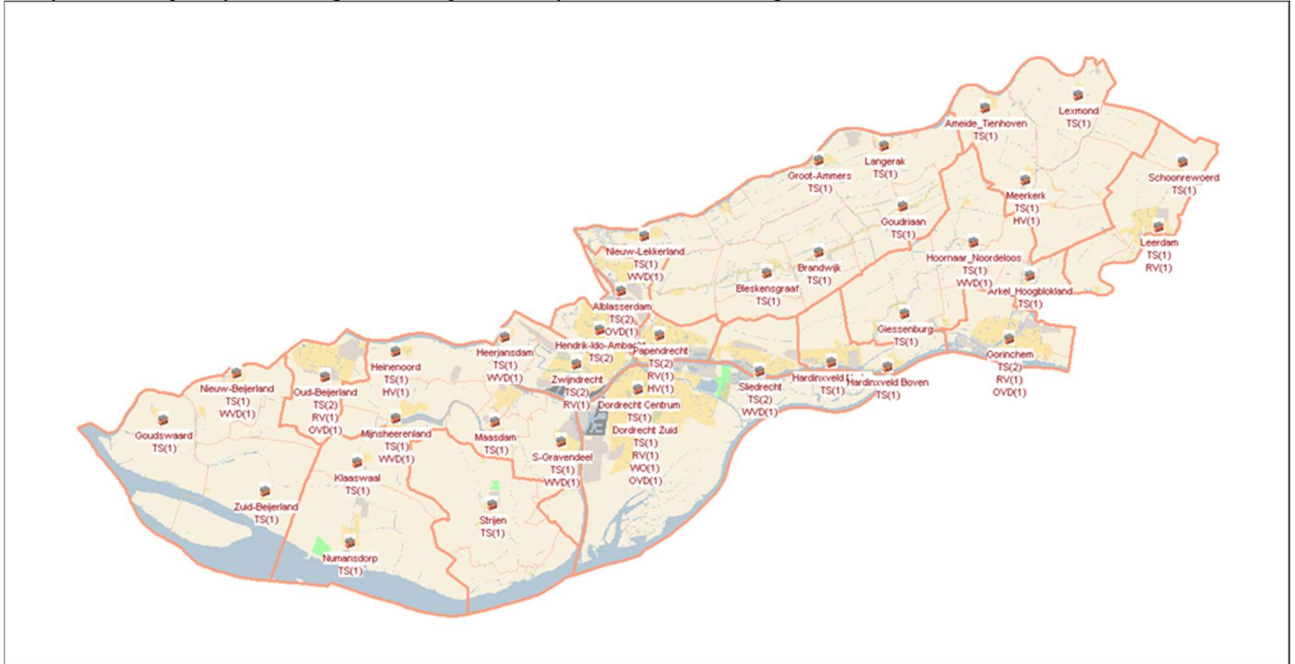 Lexmond
TS(1)
Ameide_Tienhoven
TS(1)
Langerak
TS(1)
Groot-Ammers
TS(1)
Schoonrewoerd
TS(1)
Meerkerk
TS(1)
HV(1)
Goudriaan
TS(1)
Leerdam
TS(1)
RV(1)
Nieuw-Lekkerland
TS(1)
WVD(1)
Brandwijk
TS(1)
Hoornaar_Noordeloos
TS(1)
WVD(1)
Bleskensgraaf
TS(1)
Arkel_Hoogblokland
TS(1)
Alblasserdam
TS(2)
OVD(1)
Giessenburg
TS(1)
Hendrik-Ido-Ambacht
TS(2)
Papendrecht
TS(2)
RV(1)
HV(1)
Gorinchem
TS(2)
RV(1)
OVD(1)
Heerjansdam
TS(1)
WVD(1)
Heinenoord
TS(1)
HV(1)
Zwijndrecht
TS(2)
RV(1)
Hardinxveld
TS(1)
Hardinxveld Boven
TS(1)
Sliedrecht
TS(2)
WVD(1)
Nieuw-Beijerland
TS(1)
WVD(1)
Oud-Beijerland
TS(2)
RV(1)
OVD(1)
Dordrecht Centrum
TS(1)
Dordrecht Zuid
TS(1)
RV(1)
WO(1)
OVD(1)
Goudswaard
TS(1)
Mijnsheerenland
TS(1)
WVD(1)
Maasdam
TS(1)
S-Gravendeel
TS(1)
WVD(1)
Klaaswaal
TS(1)
Zuid-Beijerland
TS(1)
Strijen
TS(1)
Numansdorp
TS(1)